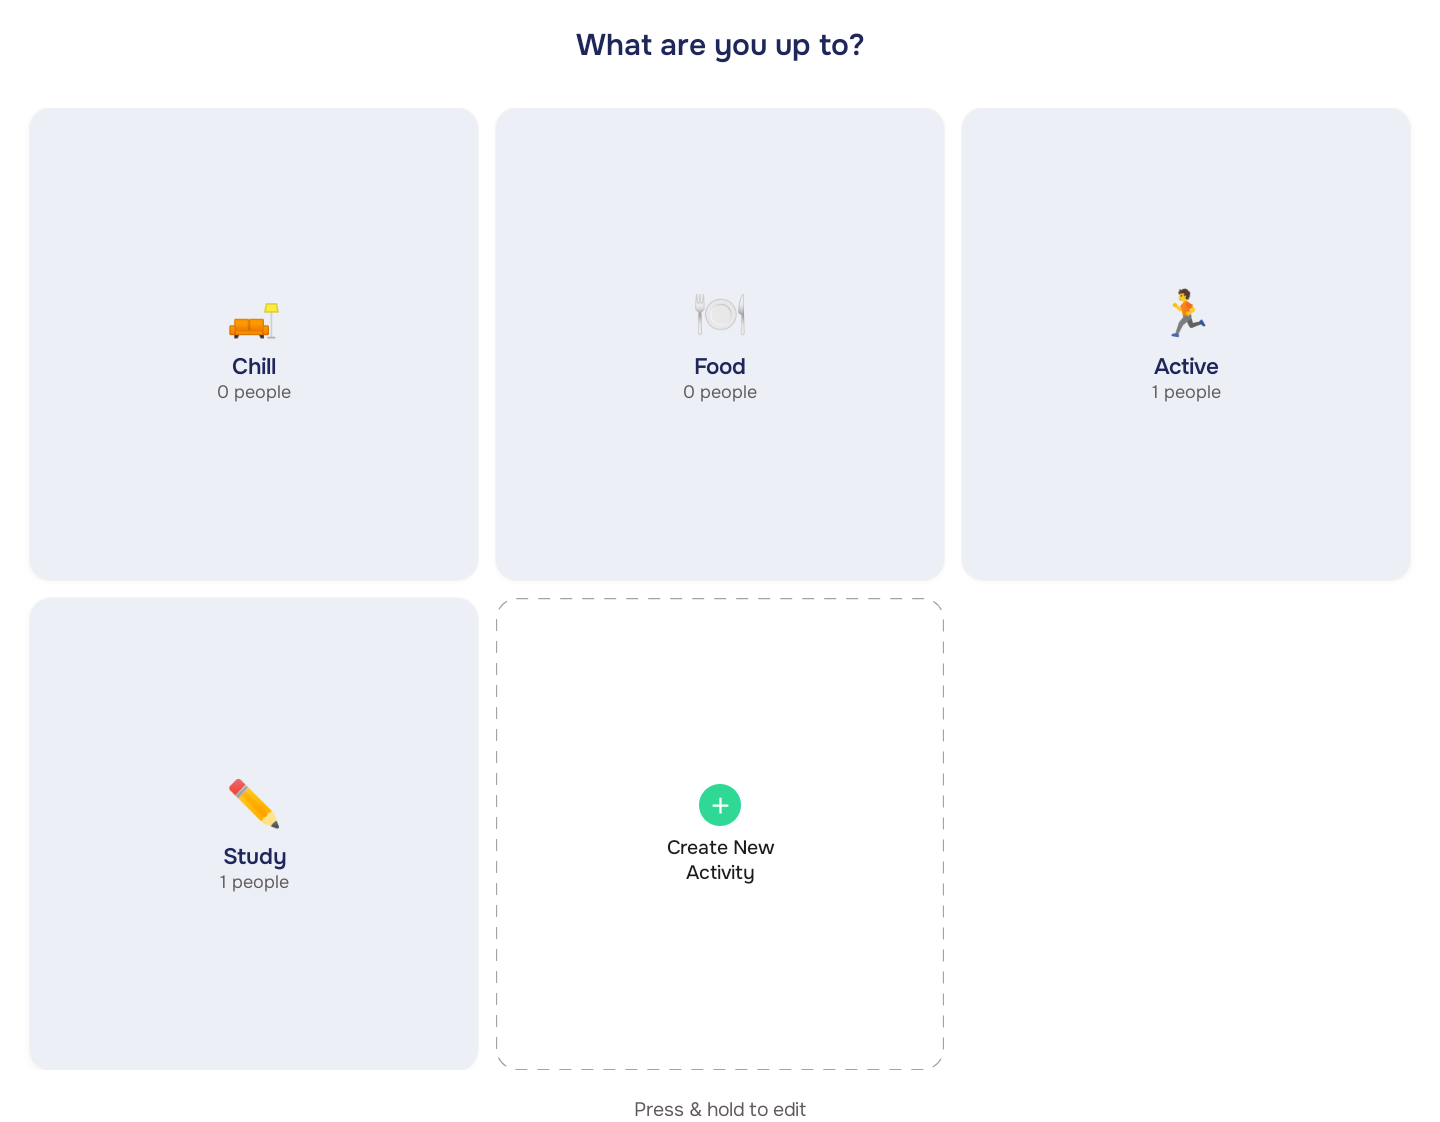 What are you up to?
Chill
0 people
Food
0 people
Active
1 people
Study
1 people
Create New
Activity
Press & hold to edit